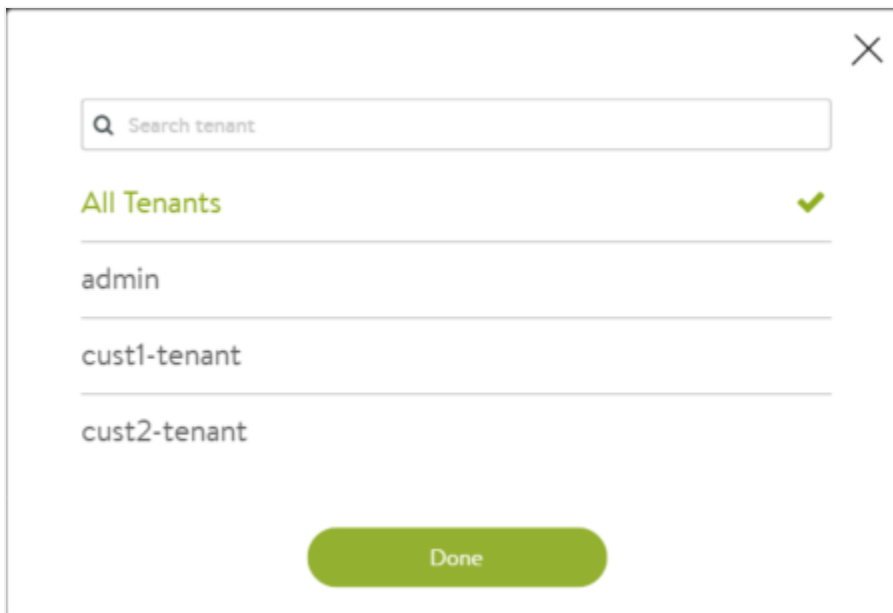 Search tenant
All Tenants
admin
cust1-tenant
cust2-tenant
Done